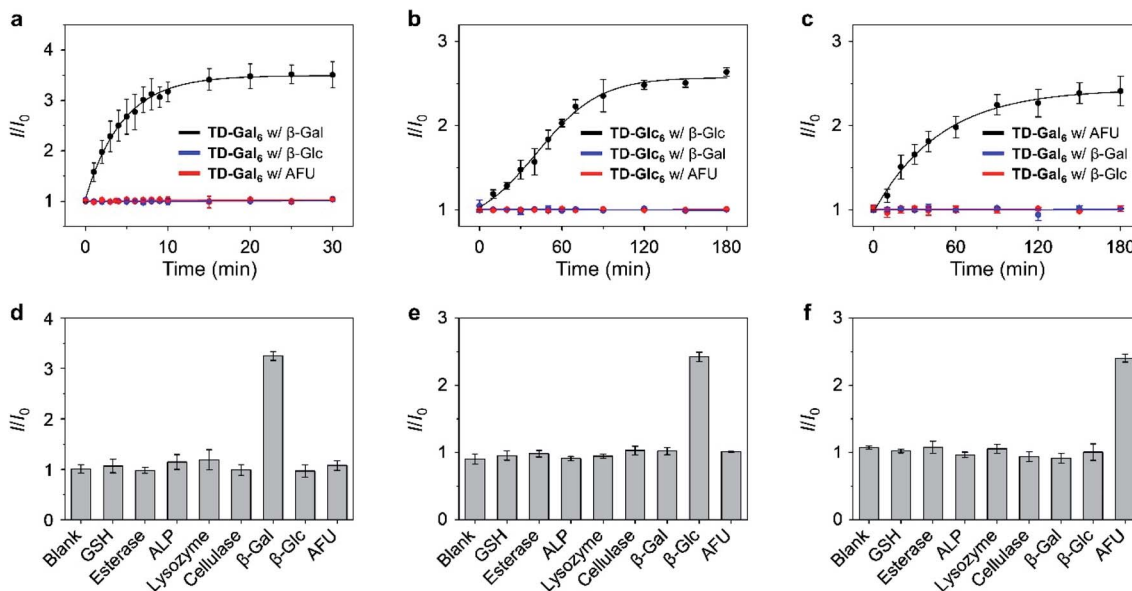 a
I/I0
4
3
2
1
TD-Gal6 w/ β-Gal
TD-Gal6 w/ β-Glc
TD-Gal6 w/ AFU
0 10 20 30
Time (min)
b
I/I0
3
2
1
TD-Glc6 w/ β-Glc
TD-Glc6 w/ β-Gal
TD-Glc6 w/ AFU
0 60 120 180
Time (min)
c
I/I0
3
2
1
TD-Gal6 w/ AFU
TD-Gal6 w/ β-Gal
TD-Gal6 w/ β-Glc
0 60 120 180
Time (min)
d
I/I0
4
3
2
1
0
Blank GSH Esterase ALP Lysozyme Cellulase β-Gal β-Glc AFU
e
I/I0
3
2
1
0
Blank GSH Esterase ALP Lysozyme Cellulase β-Gal β-Glc AFU
f
I/I0
3
2
1
0
Blank GSH Esterase ALP Lysozyme Cellulase β-Gal β-Glc AFU